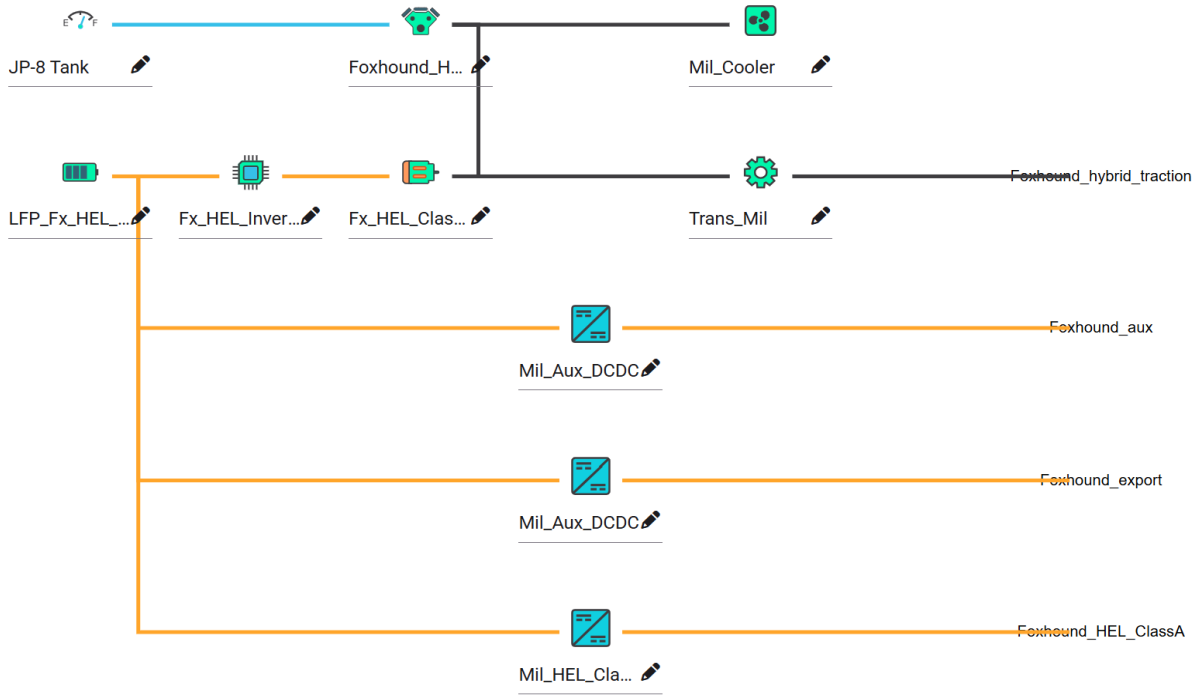 E F
JP-8 Tank
Foxhound_H...
Mil_Cooler
LFP_Fx_HEL_...
Fx_HEL_Inver...
Fx_HEL_Clas...
Trans_Mil
Foxhound_hybrid_traction
Mil_Aux_DCDC
Foxhound_aux
Mil_Aux_DCDC
Foxhound_export
Mil_HEL_Cla...
Foxhound_HEL_ClassA